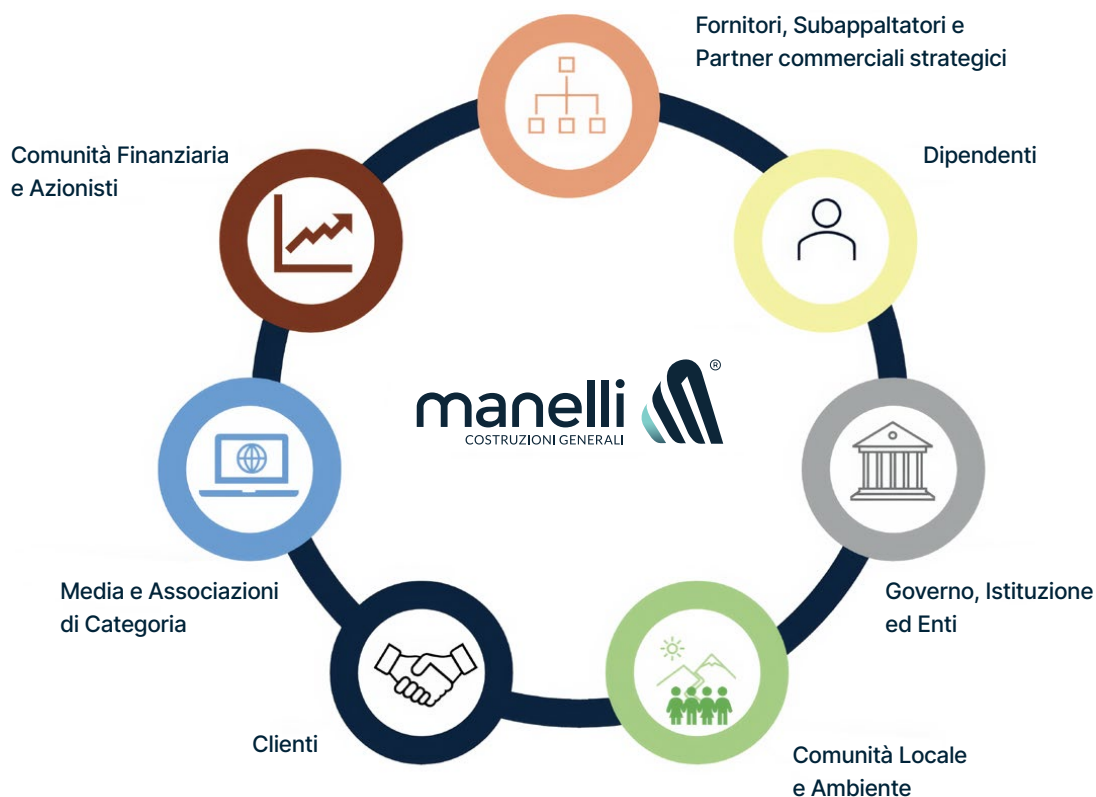 Fornitori, Subappaltatori e
Partner commerciali strategici
Comunità Finanziaria
e Azionisti
Dipendenti
manelli ®
COSTRUZIONI GENERALI
Media e Associazioni
di Categoria
Governo, Istituzione
ed Enti
Clienti
Comunità Locale
e Ambiente